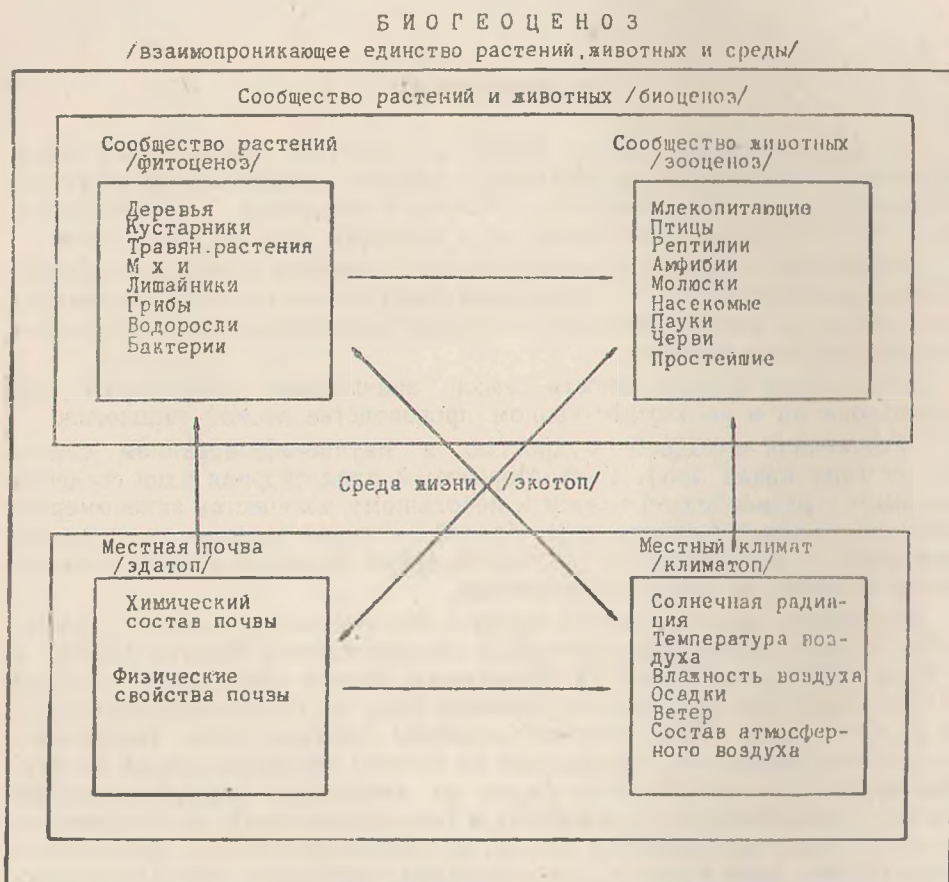 Б И О Г Е О Ц Е Н О З
/взаимопроникающее единство растений,животных и среды/
Сообщество растений и животных /биоценоз/
Сообщество растений
/фитоценоз/
Деревья
Кустарники
Травян.растения
М х и
Лишайники
Грибы
Водоросли
Бактерии
Сообщество животных
/зооценоз/
Млекопитающие
Птицы
Рептилии
Амфибии
Молюски
Насекомые
Пауки
Черви
Простейшие
Среда жизни /экотоп/
Местная почва
/эдатоп/
Химический
состав почвы
Физические
свойства почвы
Местный климат
/климатоп/
Солнечная радиа-
ция
Температура воз-
духа
Влажность воздуха
Осадки
Ветер
Состав атмосфер-
ного воздуха